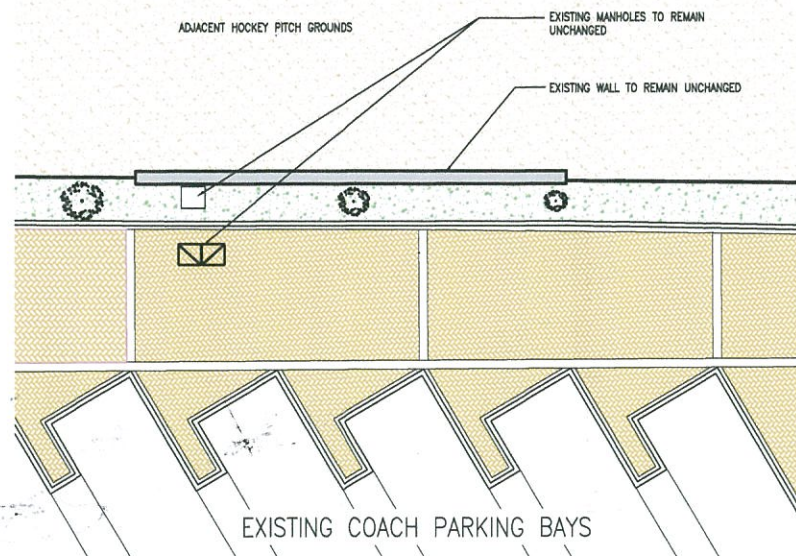 ADJACENT HOCKEY PITCH GROUNDS
EXISTING MANHOLES TO REMAIN
UNCHANGED
EXISTING WALL TO REMAIN UNCHANGED
EXISTING COACH PARKING BAYS